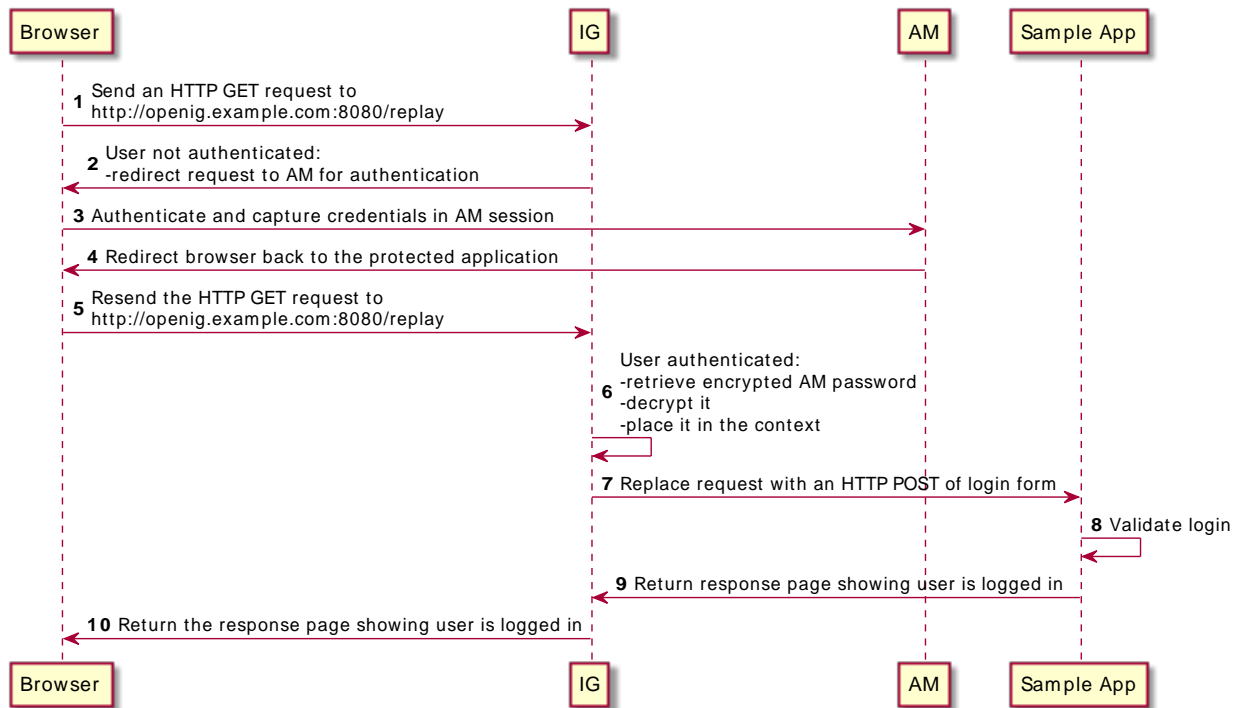 Browser
IG
AM
Sample App
1 Send an HTTP GET request to
http://openig.example.com:8080/replay
2 User not authenticated:
-redirect request to AM for authentication
3 Authenticate and capture credentials in AM session
4 Redirect browser back to the protected application
5 Resend the HTTP GET request to
http://openig.example.com:8080/replay
6 User authenticated:
-retrieve encrypted AM password
-decrypt it
-place it in the context
7 Replace request with an HTTP POST of login form
8 Validate login
9 Return response page showing user is logged in
10 Return the response page showing user is logged in
Browser
IG
AM
Sample App